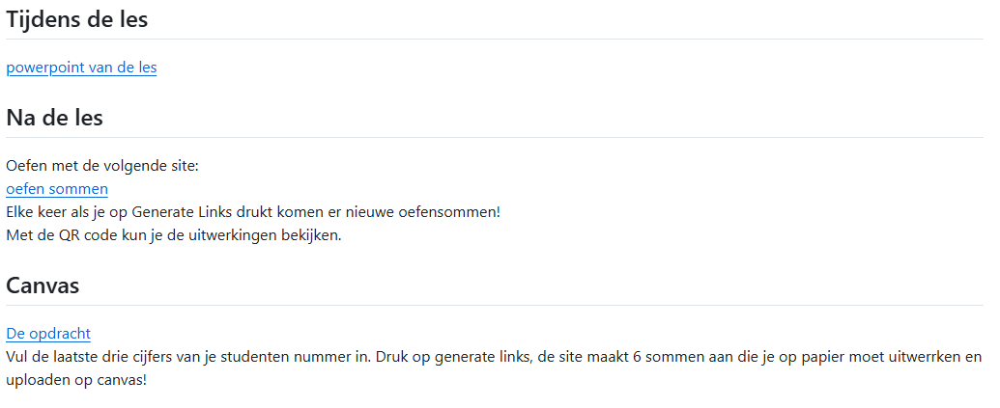 Tijdens de les
powerpoint van de les
Na de les
Oefen met de volgende site:
oefen sommen
Elke keer als je op Generate Links drukt komen er nieuwe oefensommen!
Met de QR code kun je de uitwerkingen bekijken.
Canvas
De opdracht
Vul de laatste drie cijfers van je studenten nummer in. Druk op generate links, de site maakt 6 sommen aan die je op papier moet uitwerrken en
uploaden op canvas!